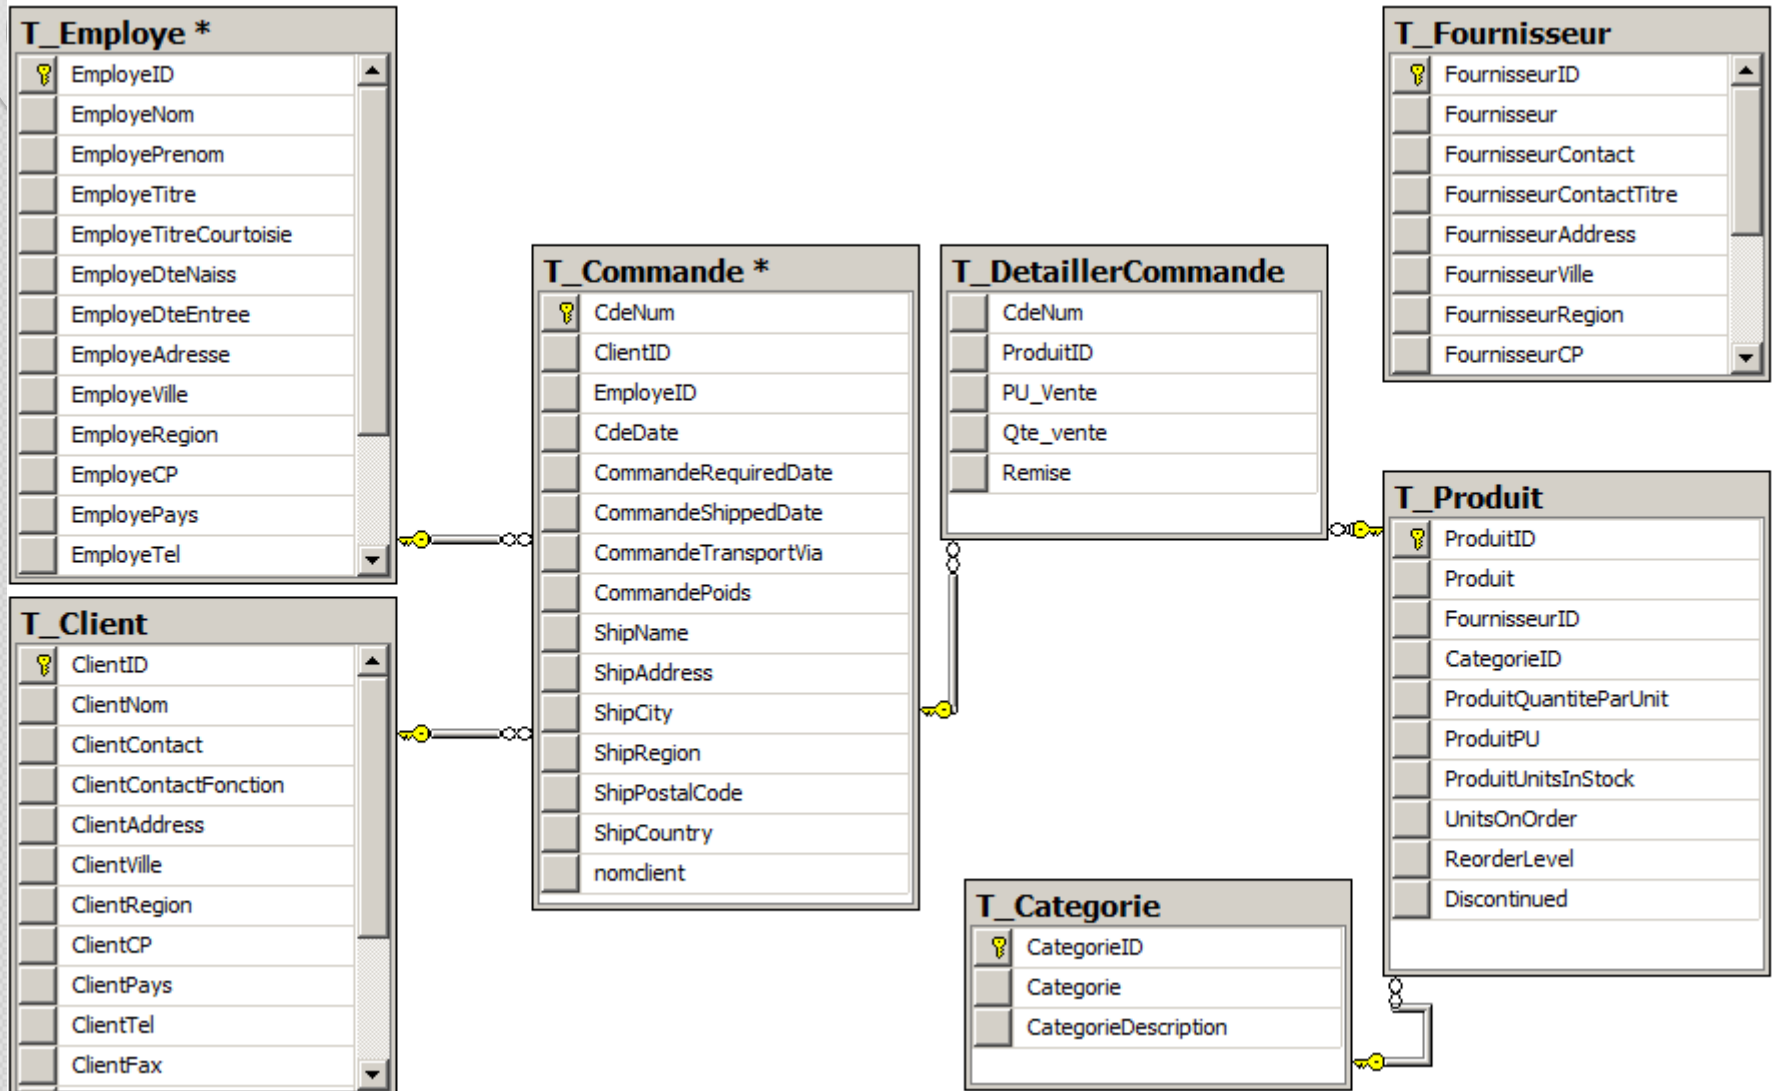 T_Employe *
EmployeID
EmployeNom
EmployePrenom
EmployeTitre
EmployeTitreCourtoisie
EmployeDteNaiss
EmployeDteEntree
EmployeAdresse
EmployeVille
EmployeRegion
EmployeCP
EmployePays
EmployeTel
T_Client
ClientID
ClientNom
ClientContact
ClientContactFonction
ClientAddress
ClientVille
ClientRegion
ClientCP
ClientPays
ClientTel
ClientFax
T_Commande *
CdeNum
ClientID
EmployeID
CdeDate
CommandeRequiredDate
CommandeShippedDate
CommandeTransportVia
CommandePoids
ShipName
ShipAddress
ShipCity
ShipRegion
ShipPostalCode
ShipCountry
nomclient
T_DetaillerCommande
CdeNum
ProduitID
PU_Vente
Qte_vente
Remise
T_Categorie
CategorieID
Categorie
CategorieDescription
T_Fournisseur
FournisseurID
Fournisseur
FournisseurContact
FournisseurContactTitre
FournisseurAddress
FournisseurVille
FournisseurRegion
FournisseurCP
T_Produit
ProduitID
Produit
FournisseurID
CategorieID
ProduitQuantiteParUnit
ProduitPU
ProduitUnitsInStock
UnitsOnOrder
ReorderLevel
Discontinued